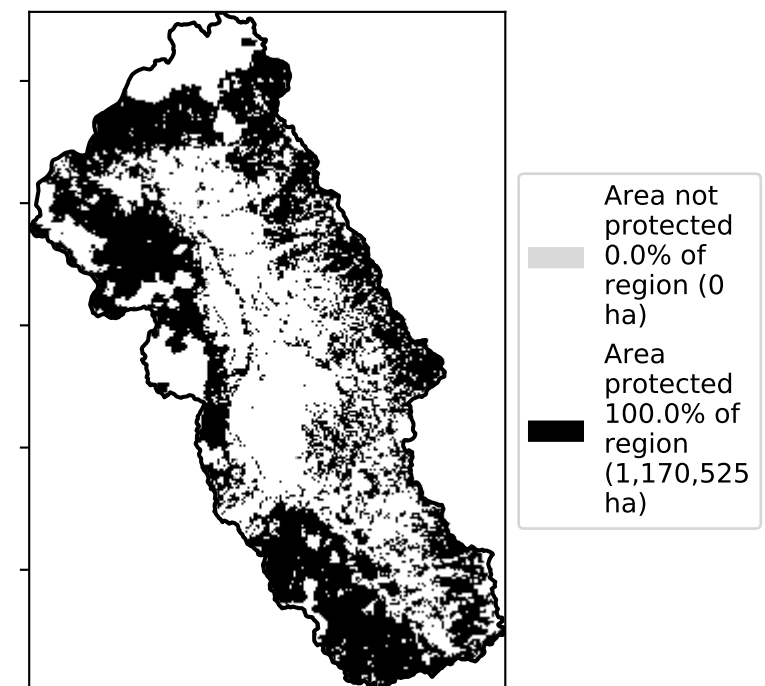 Area not
protected
0.0% of
region (0
ha)
Area
protected
100.0% of
region
(1,170,525
ha)